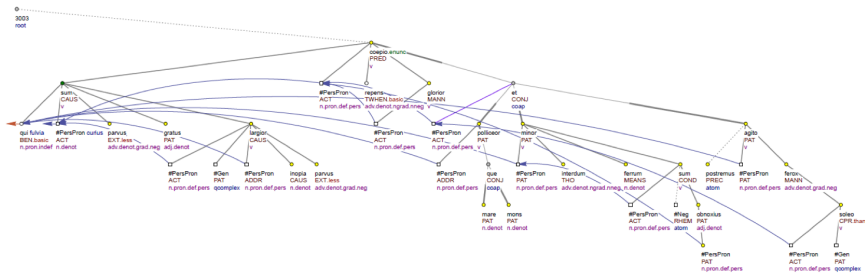 3003
root
coepio.enunc
PRED
v
sum
CAUS
v
#PersPron
ACT
n.pron.def.pers
repens
TWHEN.basic
adv.denot.ngrad.neg
glorior
MANN
v
et
CONJ
coap
qui fulvia
BEN.basic
n.pron.indef
#PersPron curius
ACT
n.denot
parvus
EXT.less
adv.denot.grad.neg
gratus
PAT
adj.denot
largior
CAUS
v
#PersPron
ACT
n.pron.def.pers
#PersPron
ACT
n.pron.def.pers
polliceor
PAT
v
minor
PAT
v
agito
PAT
v
#PersPron
ACT
n.pron.def.pers
#Gen
PAT
qcomplex
#PersPron
ADDR
n.pron.def.pers
inopia
CAUS
n.denot
parvus
EXT.less
adv.denot.grad.neg
#PersPron
ADDR
n.pron.def.pers
que
CONJ
coap
#PersPron
PAT
n.pron.def.pers
interdum
THO
adv.denot.ngrad.neg
ferrum
MEANS
n.denot
sum
COND
v
postremus
PREC
atom
#PersPron
PAT
n.pron.def.pers
ferox
MANN
adv.denot.grad.neg
mare
PAT
n.denot
mons
PAT
n.denot
#PersPron
ACT
n.pron.def.pers
#Neg
RHEM
atom
obnoxius
PAT
adj.denot
soleo
CPR.than
v
#PersPron
PAT
n.pron.def.pers
#PersPron
ACT
n.pron.def.pers
#Gen
PAT
qcomplex